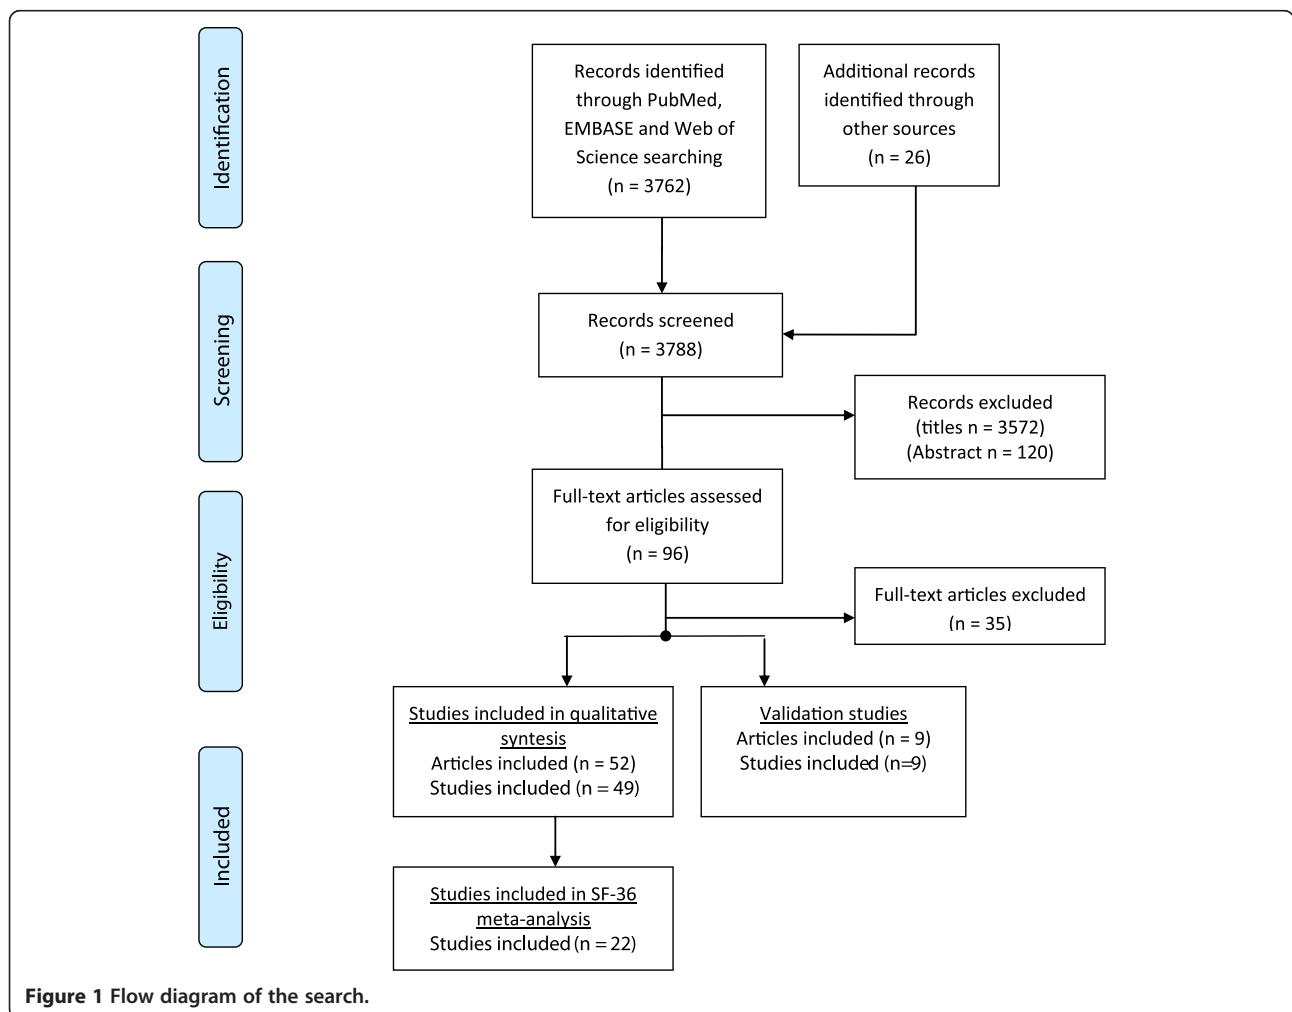 Identification
Records identified
through PubMed,
EMBASE and Web of
Science searching
(n = 3762)
Additional records
identified through
other sources
(n = 26)
Screening
Records screened
(n = 3788)
Records excluded
(titles n = 3572)
(Abstract n = 120)
Eligibility
Full-text articles assessed
for eligibility
(n = 96)
Full-text articles excluded
(n = 35)
Included
Studies included in qualitative
syntesis
Articles included (n = 52)
Studies included (n = 49)
Validation studies
Articles included (n = 9)
Studies included (n=9)
Studies included in SF-36
meta-analysis
Studies included (n = 22)
Figure 1 Flow diagram of the search.